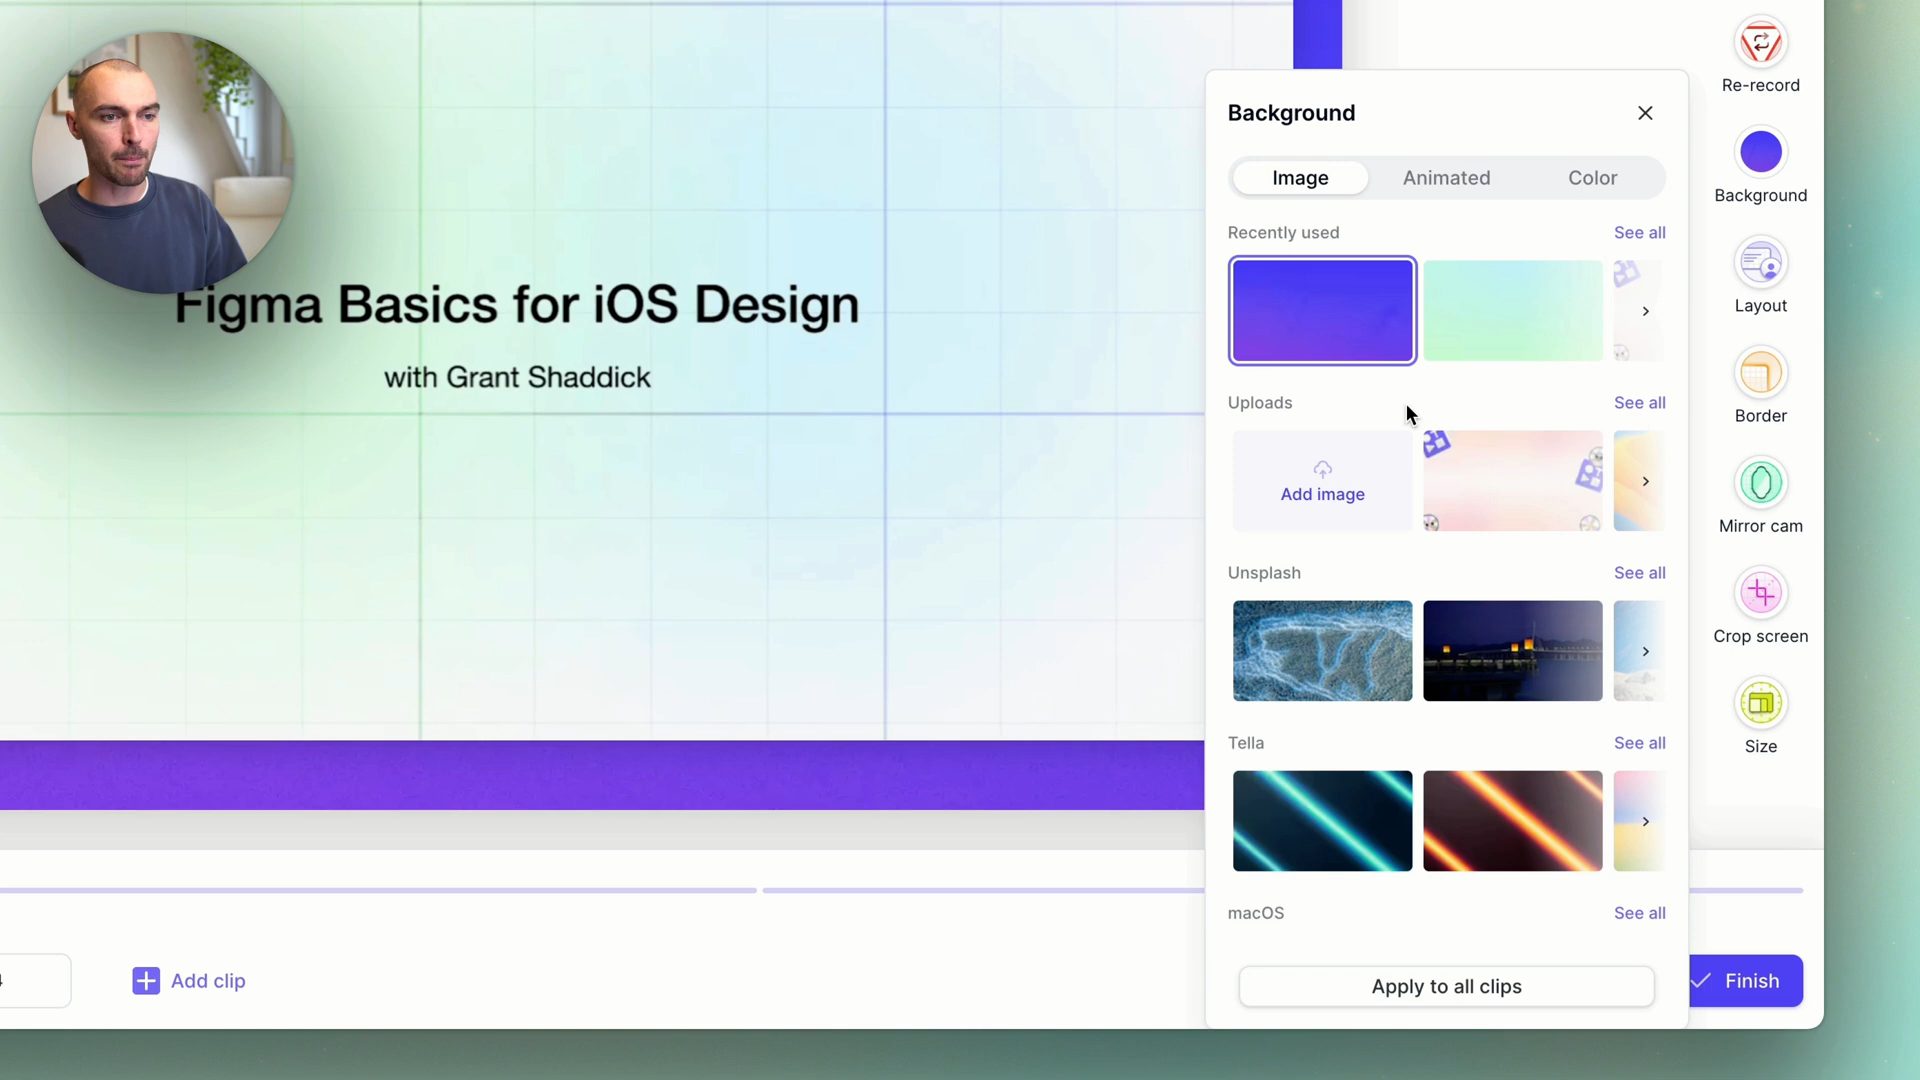 Figma Basics for iOS Design
with Grant Shaddick
Background
Image
Animated
Color
Recently used
See all
Uploads
See all
Add image
Unsplash
See all
Tella
See all
macOS
See all
Apply to all clips
Re-record
Background
Layout
Border
Mirror cam
Crop screen
Size
Add clip
Finish